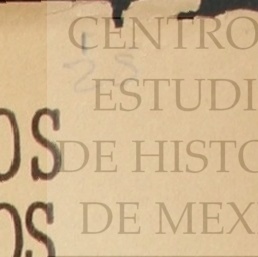 CENTRO
ESTUDI
DE HISTO
DE MEX
OS
OS